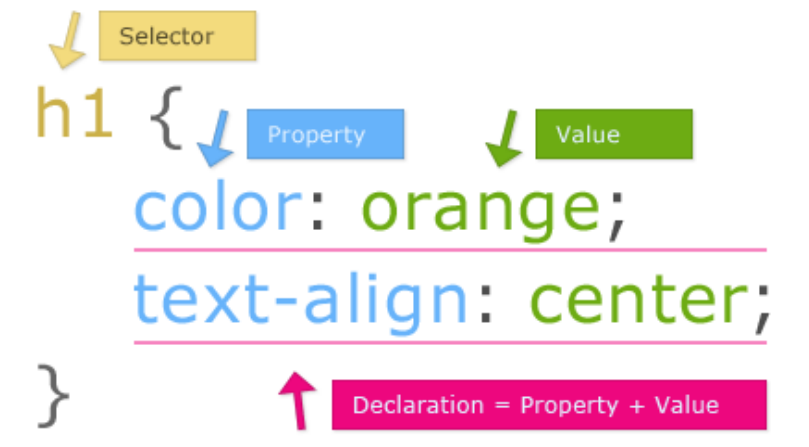 Selector
h1 {
Property
Value
color: orange;
text-align: center;
}
Declaration = Property + Value